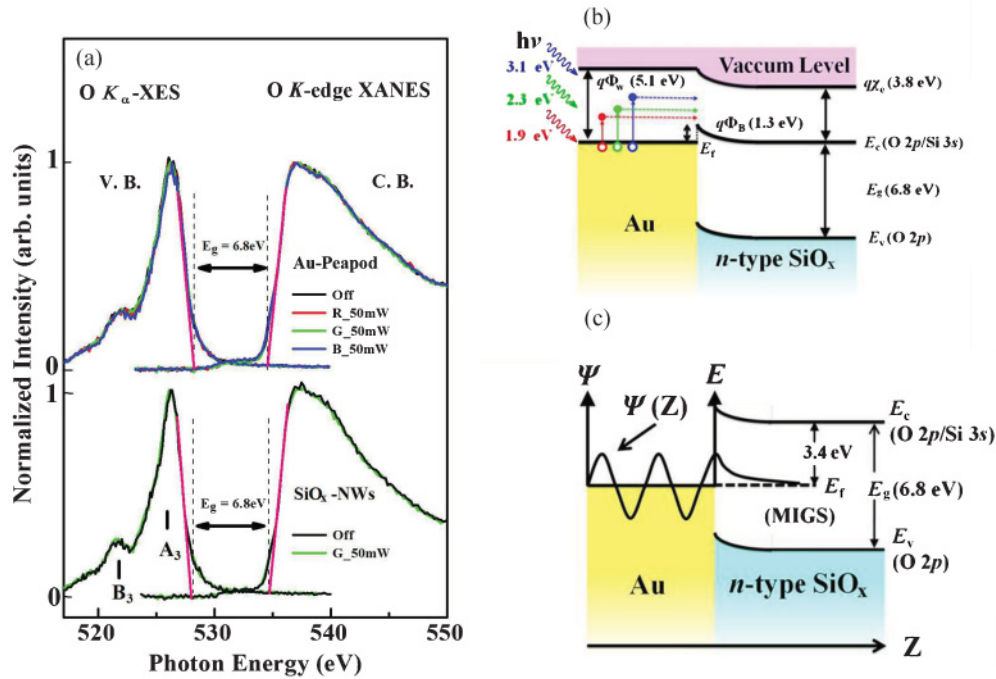 (a)
O Kα-XES
O K-edge XANES
V. B.
C. B.
Eg = 6.8eV
Au-Peapod
Off
R_50mW
G_50mW
B_50mW
1
0
Eg = 6.8eV
SiOx-NWs
Off
G_50mW
A3
B3
1
0
Normalized Intensity (arb. units)
520
530
540
550
Photon Energy (eV)
(b)
hν
3.1 eV
2.3 eV
1.9 eV
Vaccum Level
qΦw (5.1 eV)
qχe (3.8 eV)
qΦB (1.3 eV)
Ef
Ec (O 2p/Si 3s)
Eg (6.8 eV)
Ev (O 2p)
Au
n-type SiOx
(c)
Ψ
Ψ (Z)
E
Ec
(O 2p/Si 3s)
3.4 eV
Ef
Eg (6.8 eV)
(MIGS)
Ev
(O 2p)
Au
n-type SiOx
Z